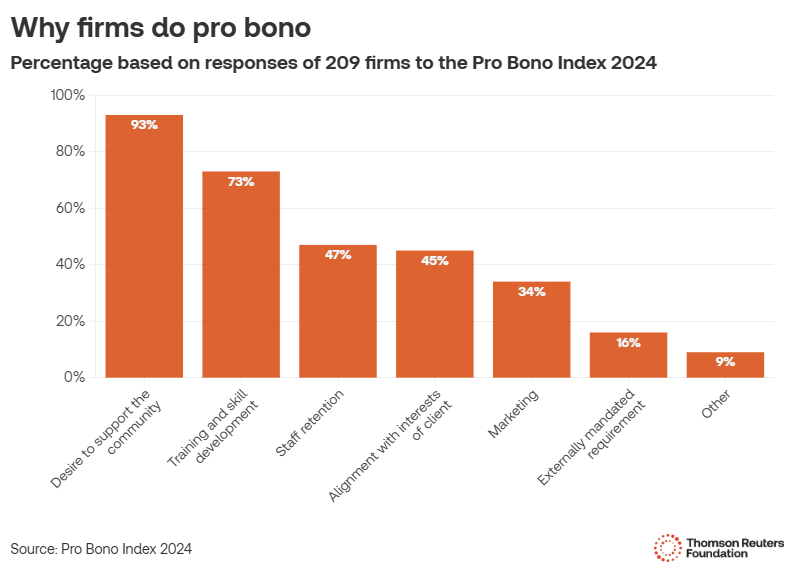 Why firms do pro bono
Percentage based on responses of 209 firms to the Pro Bono Index 2024
100%
80%
60%
40%
20%
0%
93%
73%
47%
45%
34%
16%
9%
Desire to support the
community
Training and skill
development
Staff retention
Alignment with interests
of client
Marketing
Externally mandated
requirement
Other
Source: Pro Bono Index 2024
Thomson Reuters
Foundation